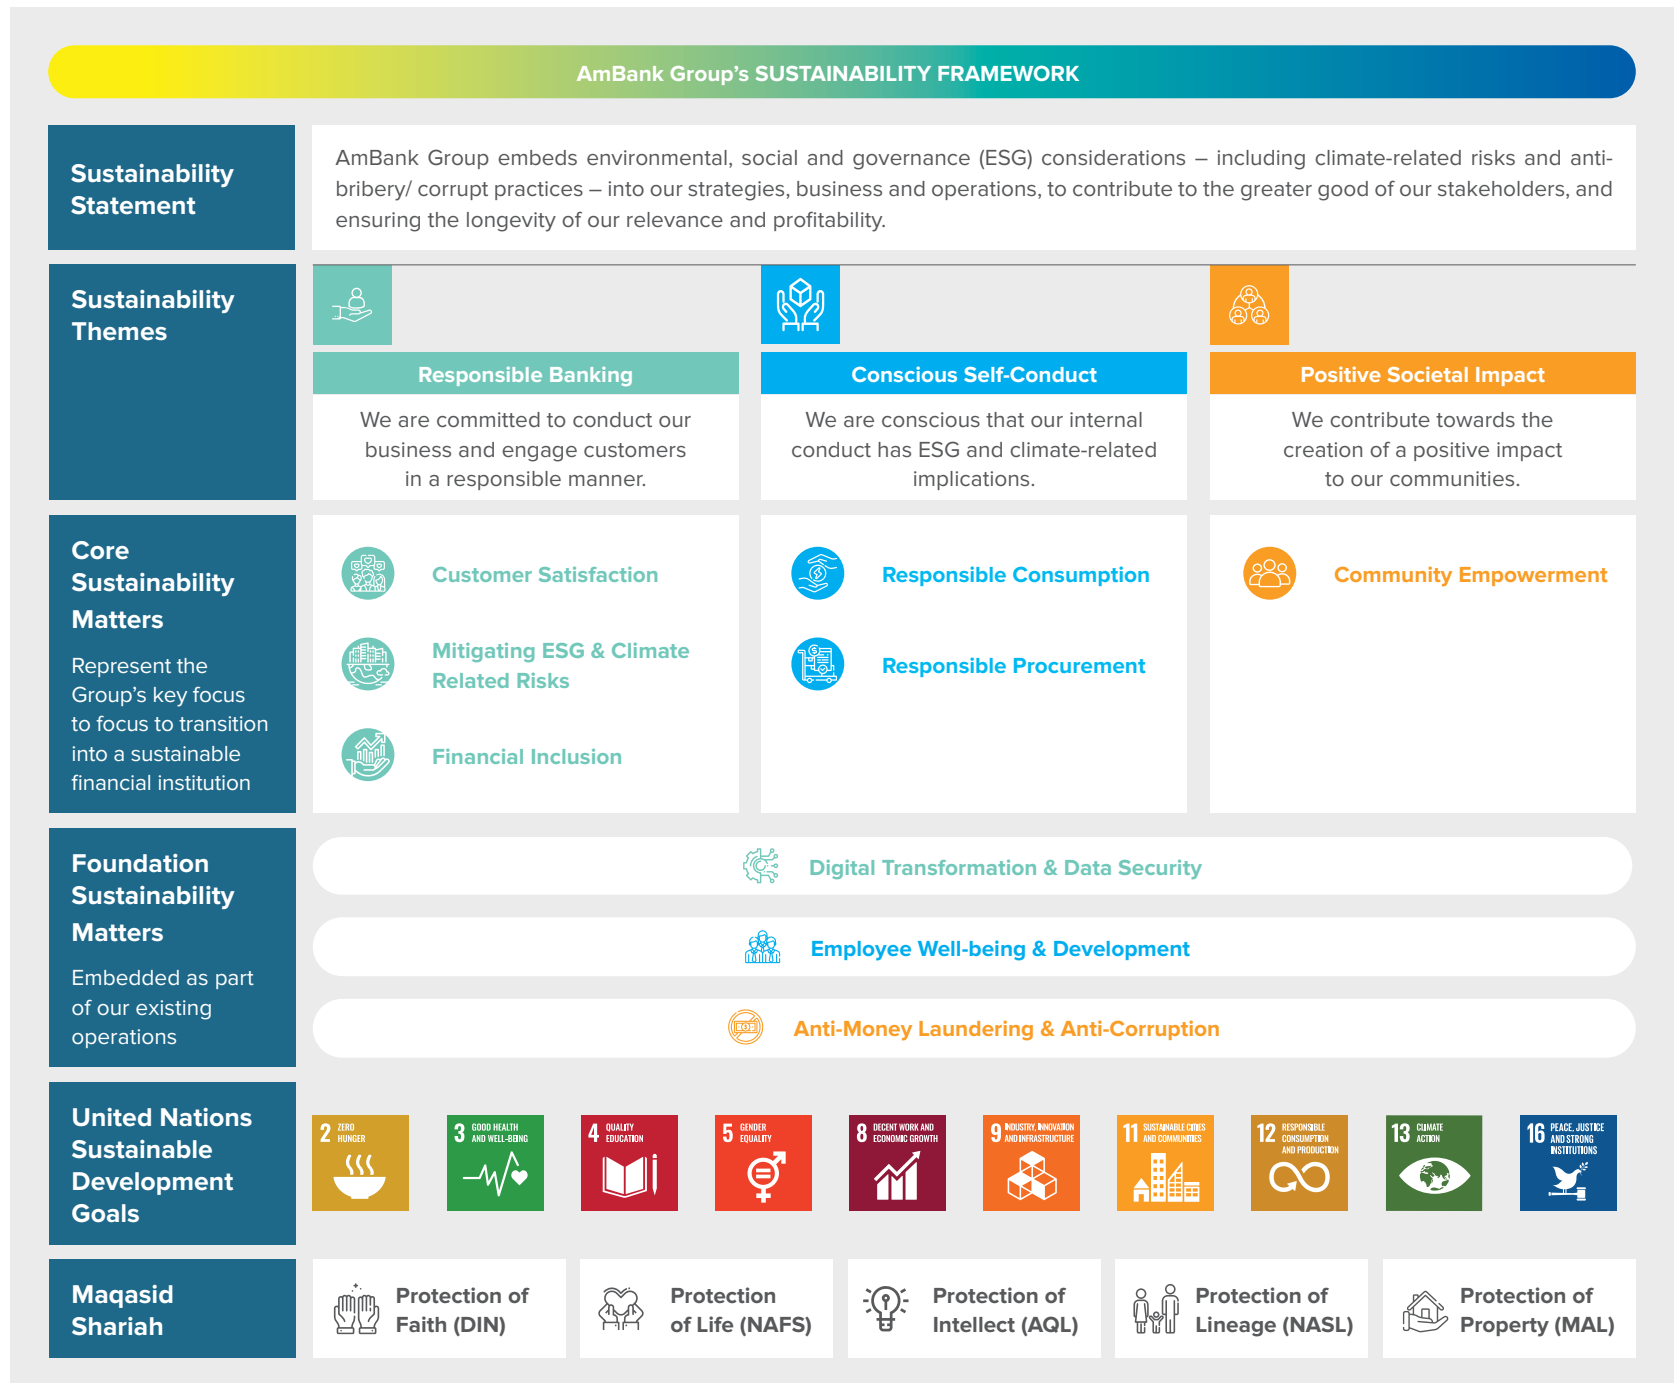 AmBank Group's SUSTAINABILITY FRAMEWORK
Sustainability
Statement
AmBank Group embeds environmental, social and governance (ESG) considerations – including climate-related risks and anti-
bribery/ corrupt practices – into our strategies, business and operations, to contribute to the greater good of our stakeholders, and
ensuring the longevity of our relevance and profitability.
Sustainability
Themes
Responsible Banking
We are committed to conduct our
business and engage customers
in a responsible manner.
Conscious Self-Conduct
We are conscious that our internal
conduct has ESG and climate-related
implications.
Positive Societal Impact
We contribute towards the
creation of a positive impact
to our communities.
Core
Sustainability
Matters
Represent the
Group's key focus
to focus to transition
into a sustainable
financial institution
Customer Satisfaction
Mitigating ESG & Climate
Related Risks
Financial Inclusion
Responsible Consumption
Responsible Procurement
Community Empowerment
Foundation
Sustainability
Matters
Embedded as part
of our existing
operations
Digital Transformation & Data Security
Employee Well-being & Development
Anti-Money Laundering & Anti-Corruption
United Nations
Sustainable
Development
Goals
2 ZERO
HUNGER
3 GOOD HEALTH
AND WELL-BEING
4 QUALITY
EDUCATION
5 GENDER
EQUALITY
8 DECENT WORK AND
ECONOMIC GROWTH
9 INDUSTRY, INNOVATION
AND INFRASTRUCTURE
11 SUSTAINABLE CITIES
AND COMMUNITIES
12 RESPONSIBLE
CONSUMPTION
AND PRODUCTION
13 CLIMATE
ACTION
16 PEACE, JUSTICE
AND STRONG
INSTITUTIONS
Maqasid
Shariah
Protection of
Faith (DIN)
Protection
of Life (NAFS)
Protection of
Intellect (AQL)
Protection of
Lineage (NASL)
Protection of
Property (MAL)